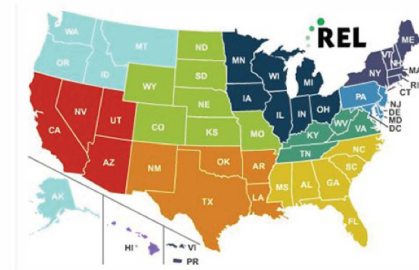 REL
WA
MT
ND
MN
ME
VT
NH
OR
ID
SD
WI
MI
NY
MA
RI
CT
WY
NE
IA
IL
IN
OH
PA
NJ
DE
MD
DC
NV
UT
CO
KS
MO
WV
VA
KY
CA
AZ
NM
OK
AR
TN
NC
SC
TX
LA
MS
AL
GA
FL
AK
HI
VI
PR